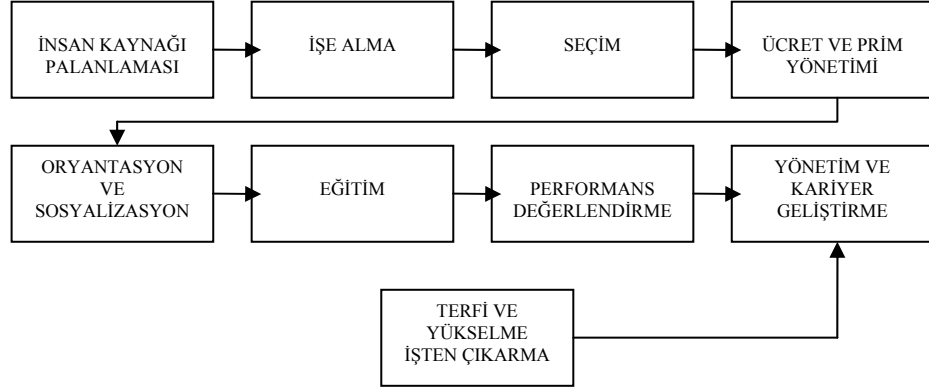 İNSAN KAYNAĞI
PALANLAMASI
İŞE ALMA
SEÇİM
ÜCRET VE PRİM
YÖNETİMİ
ORYANTASYON
VE
SOSYALİZASYON
EĞİTİM
PERFORMANS
DEĞERLENDİRME
YÖNETİM VE
KARİYER
GELİŞTİRME
TERFİ VE
YÜKSELME
İŞTEN ÇIKARMA